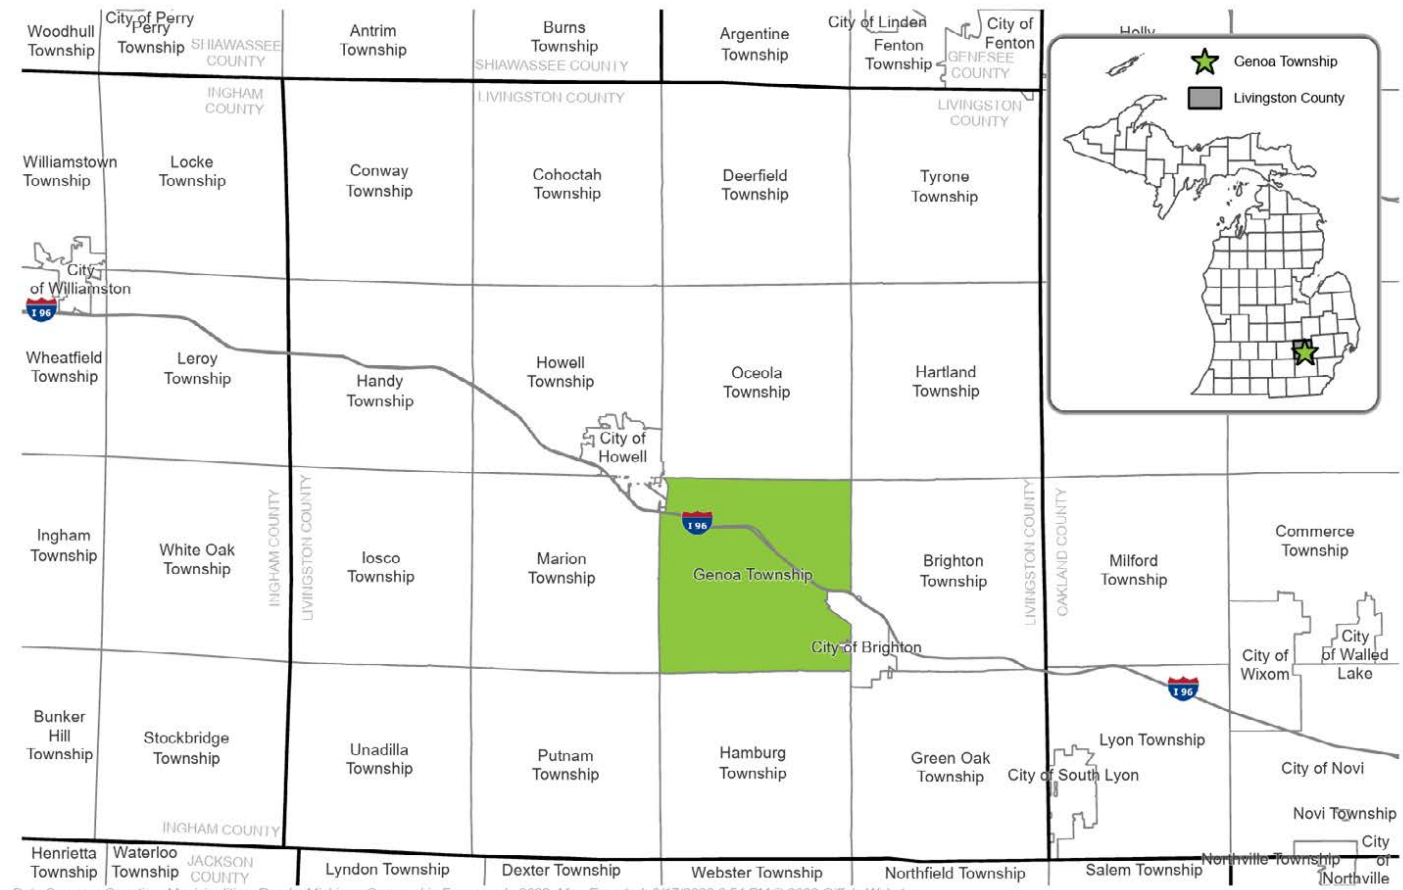 City of Perry
Woodhull
Township
Perry
Township
SHIAWASSEE
COUNTY
Antrim
Township
Burns
Township
SHIAWASSEE COUNTY
Argentine
Township
City of Linden
Fenton
Township
City of
Fenton
GENESEE
COUNTY
Holly
Genoa Township
Livingston County
INGHAM
COUNTY
LIVINGSTON COUNTY
LIVINGSTON
COUNTY
Williamstown
Township
Locke
Township
Conway
Township
Cohoctah
Township
Deerfield
Township
Tyrone
Township
City
of Williamston
I 96
Wheatfield
Township
Leroy
Township
Handy
Township
Howell
Township
Oceola
Township
Hartland
Township
City of
Howell
INGHAM COUNTY
LIVINGSTON COUNTY
LIVINGSTON COUNTY
OAKLAND COUNTY
Ingham
Township
White Oak
Township
Iosco
Township
Marion
Township
I 96
Genoa Township
Brighton
Township
Milford
Township
Commerce
Township
City of Brighton
City of
Wixom
City
of Walled
Lake
I 96
Bunker
Hill
Township
Stockbridge
Township
Unadilla
Township
Putnam
Township
Hamburg
Township
Green Oak
Township
Lyon Township
City of South Lyon
City of Novi
Novi Township
INGHAM COUNTY
Henrietta
Township
Waterloo
Township
JACKSON
COUNTY
Lyndon Township
Dexter Township
Webster Township
Northfield Township
Salem Township
Northville Township
City
of
Northville